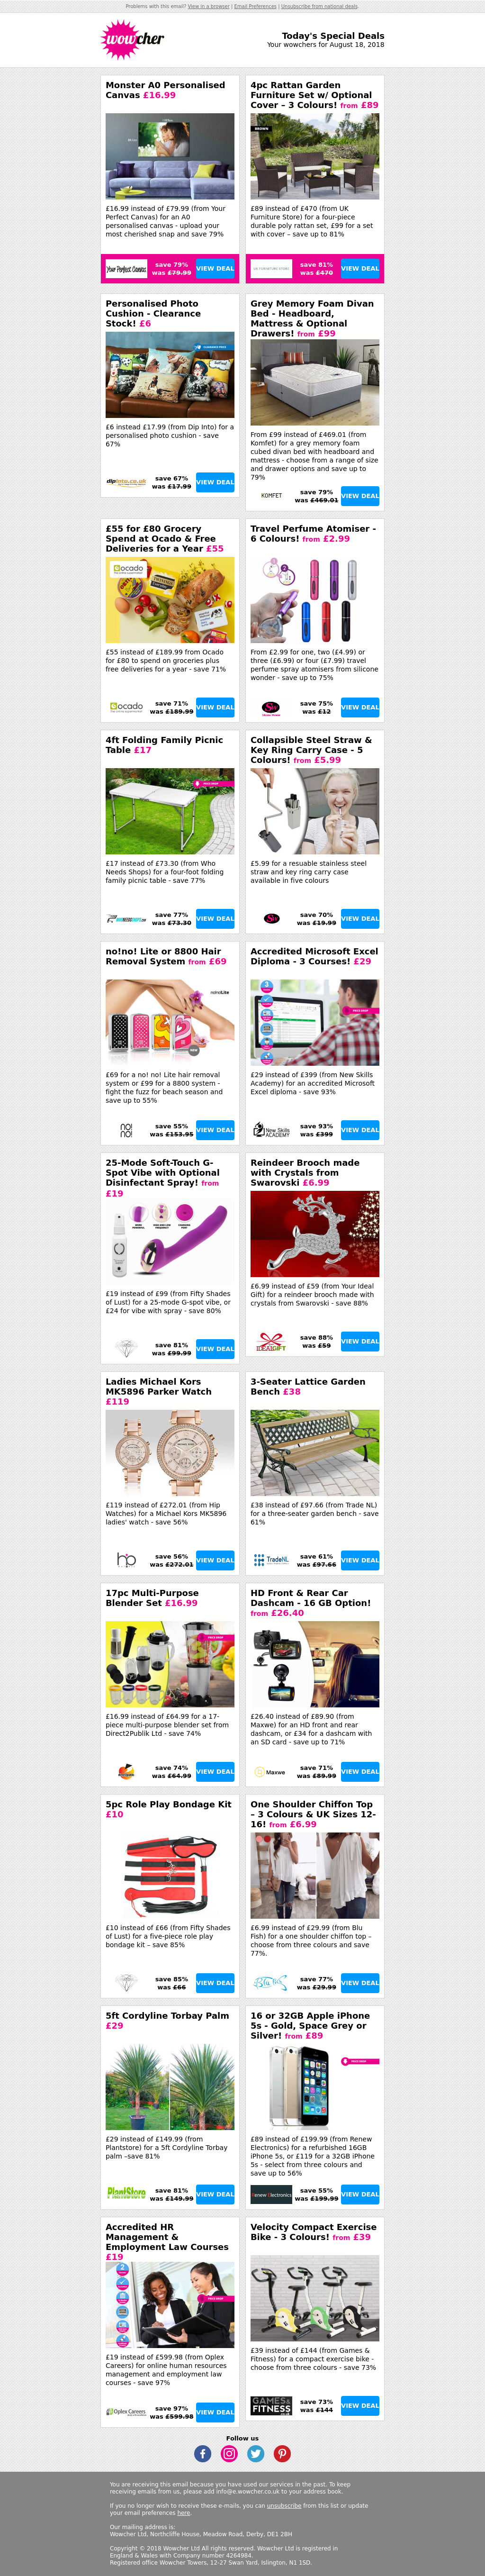 Problems with this email? View in a browser | Email Preferences | Unsubscribe from national deals.
wowcher
Today's Special Deals
Your wowchers for August 18, 2018
Monster A0 Personalised
Canvas £16.99
£16.99 instead of £79.99 (from Your
Perfect Canvas) for an A0
personalised canvas - upload your
most cherished snap and save 79%
Your Perfect Canvas
save 79%
was £79.99
VIEW DEAL
4pc Rattan Garden
Furniture Set w/ Optional
Cover – 3 Colours! from £89
BROWN
£89 instead of £470 (from UK
Furniture Store) for a four-piece
durable poly rattan set, £99 for a set
with cover – save up to 81%
UK FURNITURE STORE
save 81%
was £470
VIEW DEAL
Personalised Photo
Cushion - Clearance
Stock! £6
CLEARANCE PRICE
£6 instead £17.99 (from Dip Into) for a
personalised photo cushion - save
67%
dipinto.co.uk
save 67%
was £17.99
VIEW DEAL
Grey Memory Foam Divan
Bed - Headboard,
Mattress & Optional
Drawers! from £99
From £99 instead of £469.01 (from
Komfet) for a grey memory foam
cubed divan bed with headboard and
mattress - choose from a range of size
and drawer options and save up to
79%
KOMFET
save 79%
was £469.01
VIEW DEAL
£55 for £80 Grocery
Spend at Ocado & Free
Deliveries for a Year £55
ocado
£55 instead of £189.99 from Ocado
for £80 to spend on groceries plus
free deliveries for a year - save 71%
ocado
save 71%
was £189.99
VIEW DEAL
Travel Perfume Atomiser -
6 Colours! from £2.99
1
2
From £2.99 for one, two (£4.99) or
three (£6.99) or four (£7.99) travel
perfume spray atomisers from silicone
wonder - save up to 75%
save 75%
was £12
VIEW DEAL
4ft Folding Family Picnic
Table £17
PRICE DROP
£17 instead of £73.30 (from Who
Needs Shops) for a four-foot folding
family picnic table - save 77%
WHONEEDSSHOPS.COM
save 77%
was £73.30
VIEW DEAL
Collapsible Steel Straw &
Key Ring Carry Case - 5
Colours! from £5.99
£5.99 for a resuable stainless steel
straw and key ring carry case
available in five colours
save 70%
was £19.99
VIEW DEAL
no!no! Lite or 8800 Hair
Removal System from £69
no!no!Lite
£69 for a no! no! Lite hair removal
system or £99 for a 8800 system -
fight the fuzz for beach season and
save up to 55%
no!
no!
save 55%
was £153.95
VIEW DEAL
Accredited Microsoft Excel
Diploma - 3 Courses! £29
PRICE DROP
£29 instead of £399 (from New Skills
Academy) for an accredited Microsoft
Excel diploma - save 93%
New Skills
ACADEMY
save 93%
was £399
VIEW DEAL
25-Mode Soft-Touch G-
Spot Vibe with Optional
Disinfectant Spray! from
£19
£19 instead of £99 (from Fifty Shades
of Lust) for a 25-mode G-spot vibe, or
£24 for vibe with spray - save 80%
save 81%
was £99.99
VIEW DEAL
Reindeer Brooch made
with Crystals from
Swarovski £6.99
£6.99 instead of £59 (from Your Ideal
Gift) for a reindeer brooch made with
crystals from Swarovski - save 88%
IDEALGIFT
save 88%
was £59
VIEW DEAL
Ladies Michael Kors
MK5896 Parker Watch
£119
£119 instead of £272.01 (from Hip
Watches) for a Michael Kors MK5896
ladies' watch - save 56%
hp
save 56%
was £272.01
VIEW DEAL
3-Seater Lattice Garden
Bench £38
£38 instead of £97.66 (from Trade NL)
for a three-seater garden bench - save
61%
TradeNL
save 61%
was £97.66
VIEW DEAL
17pc Multi-Purpose
Blender Set £16.99
PRICE DROP
£16.99 instead of £64.99 for a 17-
piece multi-purpose blender set from
Direct2Publik Ltd - save 74%
save 74%
was £64.99
VIEW DEAL
HD Front & Rear Car
Dashcam - 16 GB Option!
from £26.40
£26.40 instead of £89.90 (from
Maxwe) for an HD front and rear
dashcam, or £34 for a dashcam with
an SD card - save up to 71%
Maxwe
save 71%
was £89.99
VIEW DEAL
5pc Role Play Bondage Kit
£10
£10 instead of £66 (from Fifty Shades
of Lust) for a five-piece role play
bondage kit – save 85%
save 85%
was £66
VIEW DEAL
One Shoulder Chiffon Top
– 3 Colours & UK Sizes 12-
16! from £6.99
£6.99 instead of £29.99 (from Blu
Fish) for a one shoulder chiffon top –
choose from three colours and save
77%.
Blu fish
save 77%
was £29.99
VIEW DEAL
5ft Cordyline Torbay Palm
£29
£29 instead of £149.99 (from
Plantstore) for a 5ft Cordyline Torbay
palm –save 81%
PlantStore
save 81%
was £149.99
VIEW DEAL
16 or 32GB Apple iPhone
5s - Gold, Space Grey or
Silver! from £89
PRICE DROP
£89 instead of £199.99 (from Renew
Electronics) for a refurbished 16GB
iPhone 5s, or £119 for a 32GB iPhone
5s - select from three colours and
save up to 56%
Renew Electronics
save 55%
was £199.99
VIEW DEAL
Accredited HR
Management &
Employment Law Courses
£19
PRICE DROP
£19 instead of £599.98 (from Oplex
Careers) for online human resources
management and employment law
courses - save 97%
Oplex Careers
save 97%
was £599.98
VIEW DEAL
Velocity Compact Exercise
Bike - 3 Colours! from £39
£39 instead of £144 (from Games &
Fitness) for a compact exercise bike -
choose from three colours - save 73%
GAMES&
FITNESS
save 73%
was £144
VIEW DEAL
Follow us
You are receiving this email because you have used our services in the past. To keep
receiving emails from us, please add info@e.wowcher.co.uk to your address book.
If you no longer wish to receive these e-mails, you can unsubscribe from this list or update
your email preferences here.
Our mailing address is:
Wowcher Ltd, Northcliffe House, Meadow Road, Derby, DE1 2BH
Copyright © 2018 Wowcher Ltd All rights reserved. Wowcher Ltd is registered in
England & Wales with Company number 4264984.
Registered office Wowcher Towers, 12-27 Swan Yard, Islington, N1 1SD.